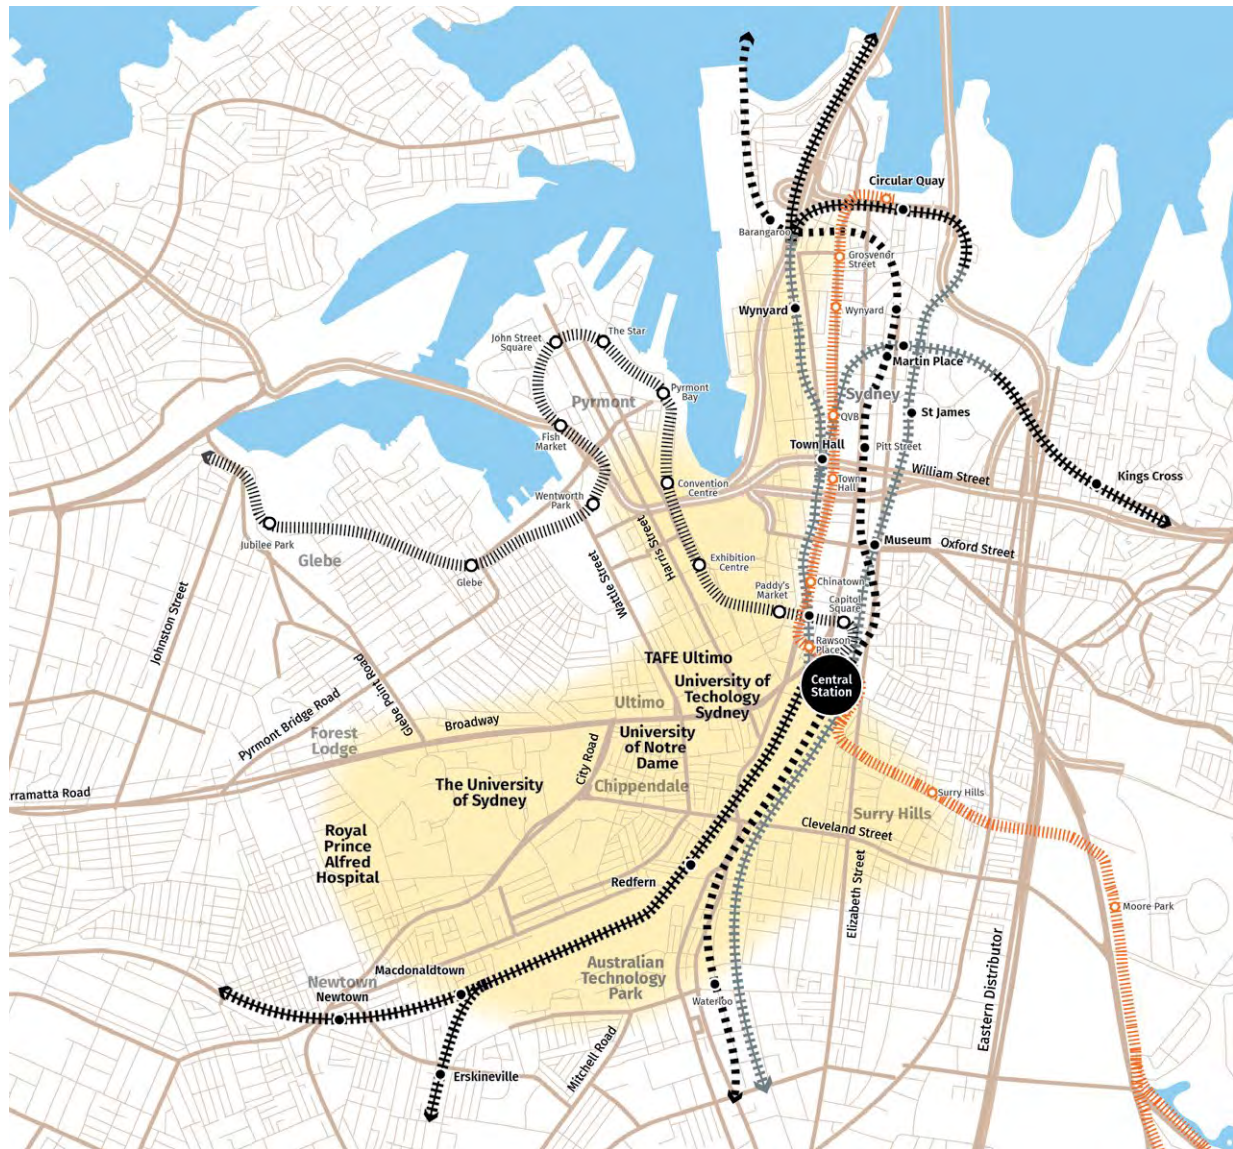 Circular Quay
Barangaroo
Grosvenor
Street
Wynyard
Wynyard
John Street
Square
The Star
Martin Place
Pyrmont
Bay
Sydney
Pyrmont
QVB
St James
Fish
Market
Town Hall
Pitt Street
William Street
Kings Cross
Convention
Centre
Town
Hall
Wentworth
Park
Harris Street
Museum
Oxford Street
Jubilee Park
Glebe
Glebe
Exhibition
Centre
Wattle Street
Chinatown
Paddy's
Market
Capitol
Square
Johnston Street
Rawson
Place
TAFE Ultimo
Central
Station
University of
Techology
Sydney
Glebe Point Road
Pyrmont Bridge Road
Ultimo
Broadway
Forest
Lodge
University
of Notre
Dame
City Road
The University
of Sydney
Chippendale
arramatta Road
Surry Hills
Surry Hills
Cleveland Street
Royal
Prince
Alfred
Hospital
Redfern
Elizabeth Street
Moore Park
Eastern Distributor
Australian
Technology
Park
Macdonaldtown
Newtown
Newtown
Waterloo
Mitchell Road
Erskineville